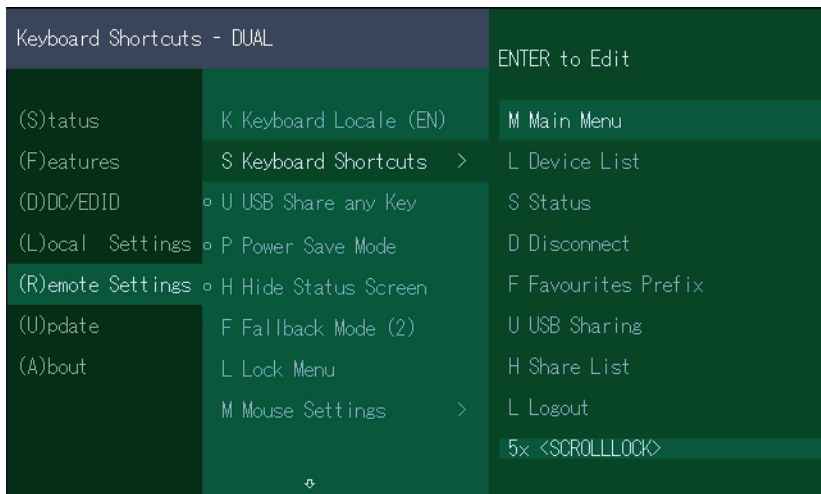 Keyboard Shortcuts - DUAL
(S)tatus
(F)eatures
(D)DC/EDID
(L)ocal Settings
(R)emote Settings
(U)pdate
(A)bout
K Keyboard Locale (EN)
S Keyboard Shortcuts >
U USB Share any Key
P Power Save Mode
H Hide Status Screen
F Fallback Mode (2)
L Lock Menu
M Mouse Settings >
ENTER to Edit
M Main Menu
L Device List
S Status
D Disconnect
F Favourites Prefix
U USB Sharing
H Share List
L Logout
5x <SCROLLLOCK>